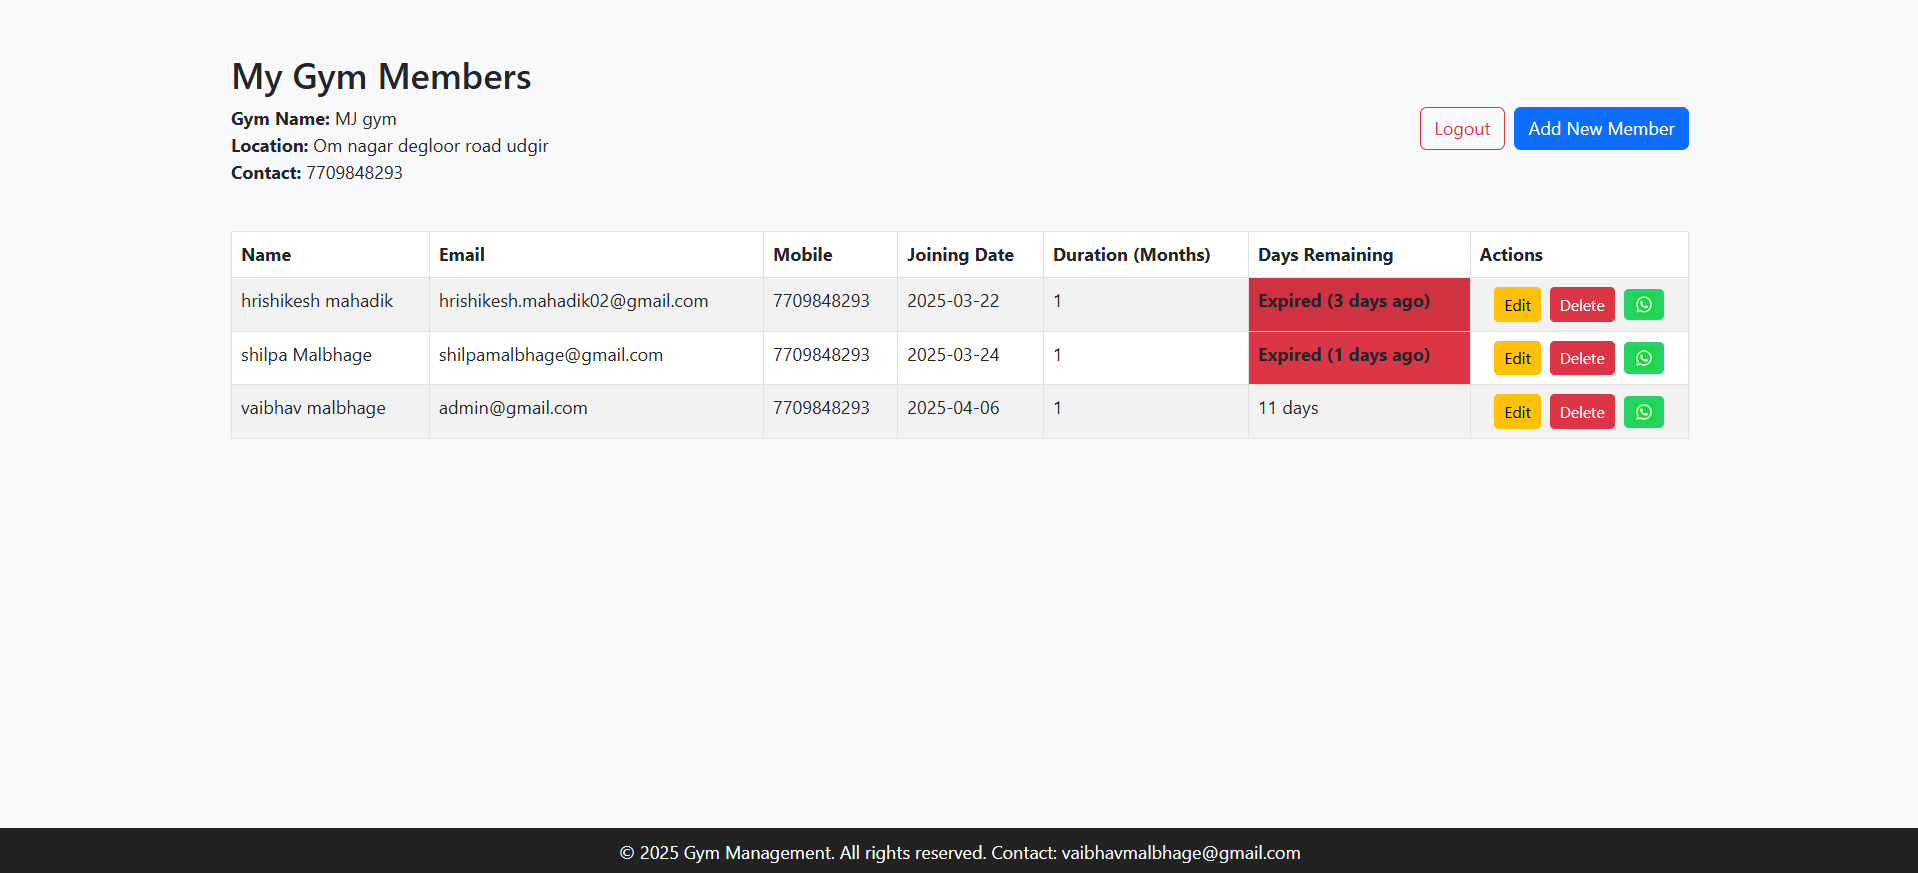 My Gym Members
Gym Name: MJ gym
Location: Om nagar degloor road udgir
Contact: 7709848293
Logout Add New Member
Name Email Mobile Joining Date Duration (Months) Days Remaining Actions
hrishikesh mahadik hrishikesh.mahadik02@gmail.com 7709848293 2025-03-22 1 Expired (3 days ago) Edit Delete
shilpa Malbhage shilpamalbhage@gmail.com 7709848293 2025-03-24 1 Expired (1 days ago) Edit Delete
vaibhav malbhage admin@gmail.com 7709848293 2025-04-06 1 11 days Edit Delete
© 2025 Gym Management. All rights reserved. Contact: vaibhavmalbhage@gmail.com